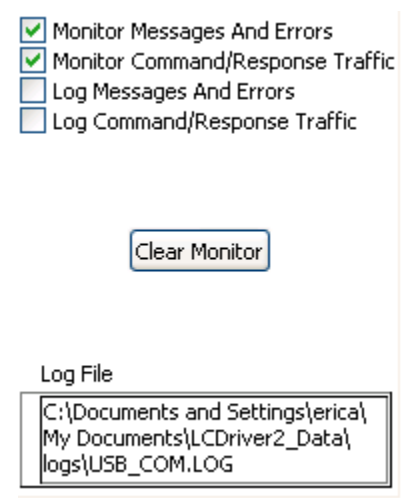 Monitor Messages And Errors
Monitor Command/Response Traffic
Log Messages And Errors
Log Command/Response Traffic
Clear Monitor
Log File
C:\Documents and Settings\erica\
My Documents\LCDriver2_Data\
logs\USB_COM.LOG